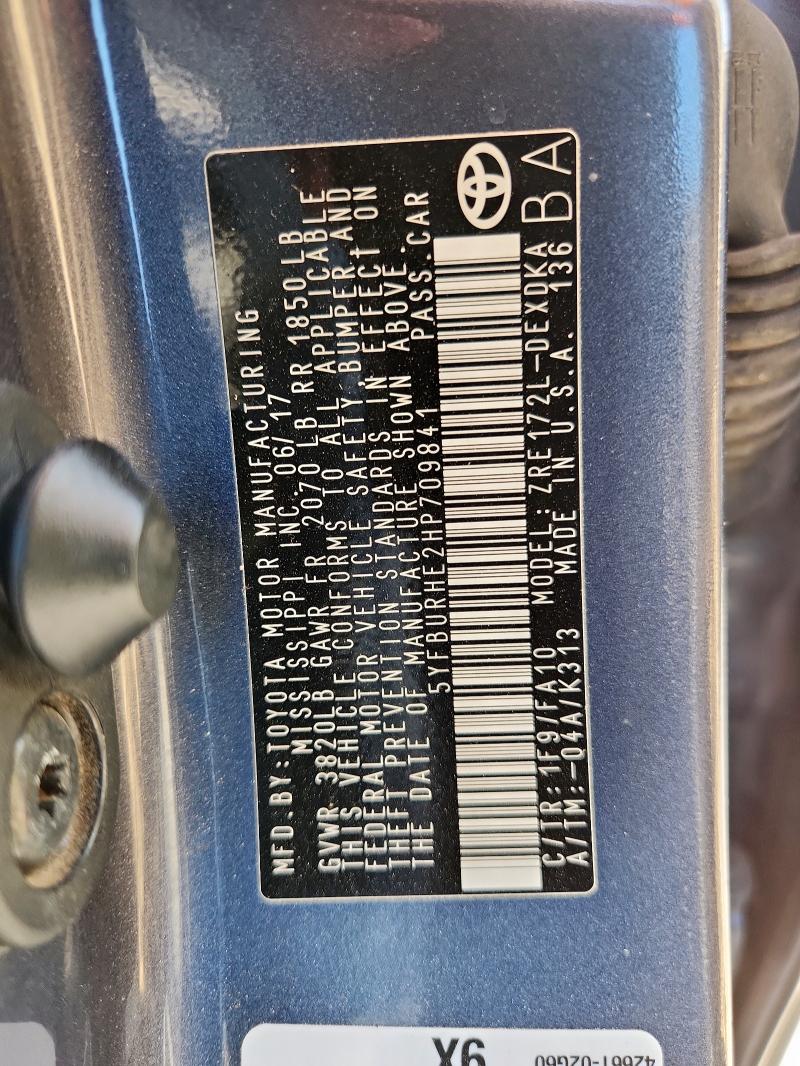 MFD.BY:TOYOTA MOTOR MANUFACTURING
MISSISSIPPI INC.06/17
GVWR 3820LB GAWR FR 2070 LB RR 1850 LB
THIS VEHICLE CONFORMS TO ALL APPLICABLE
FEDERAL MOTOR VEHICLE SAFETY,BUMPER,AND
THEFT PREVENTION STANDARDS IN EFFECT ON
THE DATE OF MANUFACTURE SHOWN ABOVE.
5YFBURHE2HP709841 PASS.CAR
C/TR:1F9/FA10 MODEL:ZRE172L-DEXDKA
A/TM:-04A/K313 MADE IN U.S.A. 136
BA
X6
42661-02G60